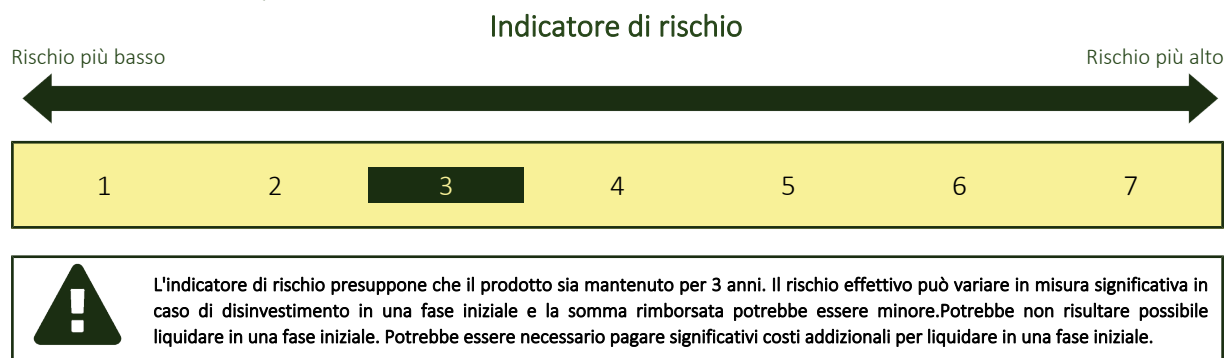 Indicatore di rischio
Rischio più basso
Rischio più alto
1 2 3 4 5 6 7
L'indicatore di rischio presuppone che il prodotto sia mantenuto per 3 anni. Il rischio effettivo può variare in misura significativa in
caso di disinvestimento in una fase iniziale e la somma rimborsata potrebbe essere minore.Potrebbe non risultare possibile
liquidare in una fase iniziale. Potrebbe essere necessario pagare significativi costi addizionali per liquidare in una fase iniziale.